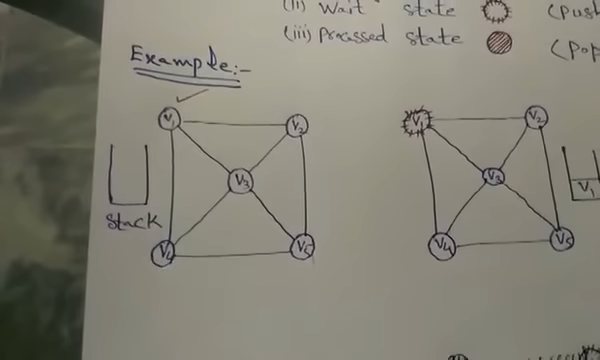 (ii) Wait state (pus
(iii) Processed state (pop
Example:-
V1 V2 V3 V4 V5
Stack
V1 V2 V3 V4 V5
V1